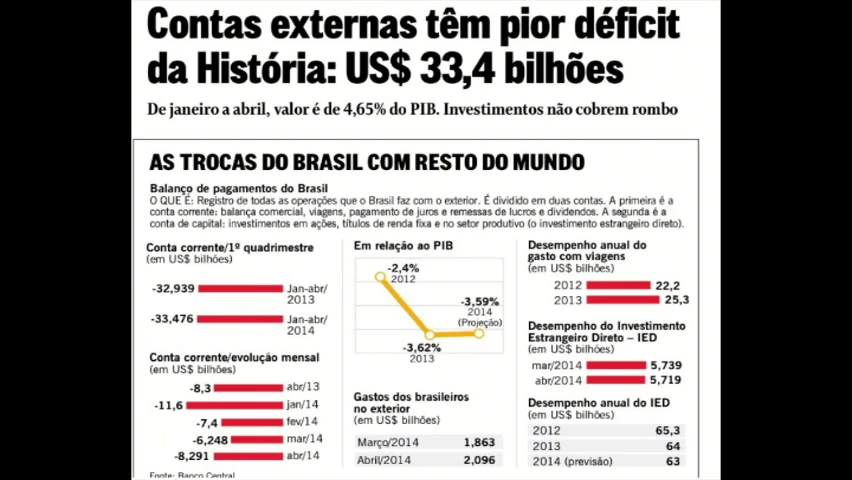 Contas externas têm pior déficit
da História: US$ 33,4 bilhões
De janeiro a abril, valor é de 4,65% do PIB. Investimentos não cobrem rombo
AS TROCAS DO BRASIL COM RESTO DO MUNDO
Balanço de pagamentos do Brasil
O QUE É: Registro de todas as operações que o Brasil faz com o exterior. É dividido em duas contas. A primeira é a
conta corrente: balança comercial, viagens, pagamento de juros e remessas de lucros e dividendos. A segunda é a
conta de capital: investimentos em ações, títulos de renda fixa e no setor produtivo (o investimento estrangeiro direto).
Conta corrente/1º quadrimestre
(em US$ bilhões)
-32,939 Jan-abr/
2013
-33,476 Jan-abr/
2014
Conta corrente/evolução mensal
(em US$ bilhões)
-8,3 abr/13
-11,6 jan/14
-7,4 fev/14
-6,248 mar/14
-8,291 abr/14
Fonte: Banco Central
Em relação ao PIB
-2,4%
2012
-3,59%
2014
(Projeção)
-3,62%
2013
Gastos dos brasileiros
no exterior
(em US$ bilhões)
Março/2014 1,863
Abril/2014 2,096
Desempenho anual do
gasto com viagens
(em US$ bilhões)
2012 22,2
2013 25,3
Desempenho do Investimento
Estrangeiro Direto – IED
(em US$ bilhões)
mar/2014 5,739
abr/2014 5,719
Desempenho anual do IED
(em US$ bilhões)
2012 65,3
2013 64
2014 (previsão) 63